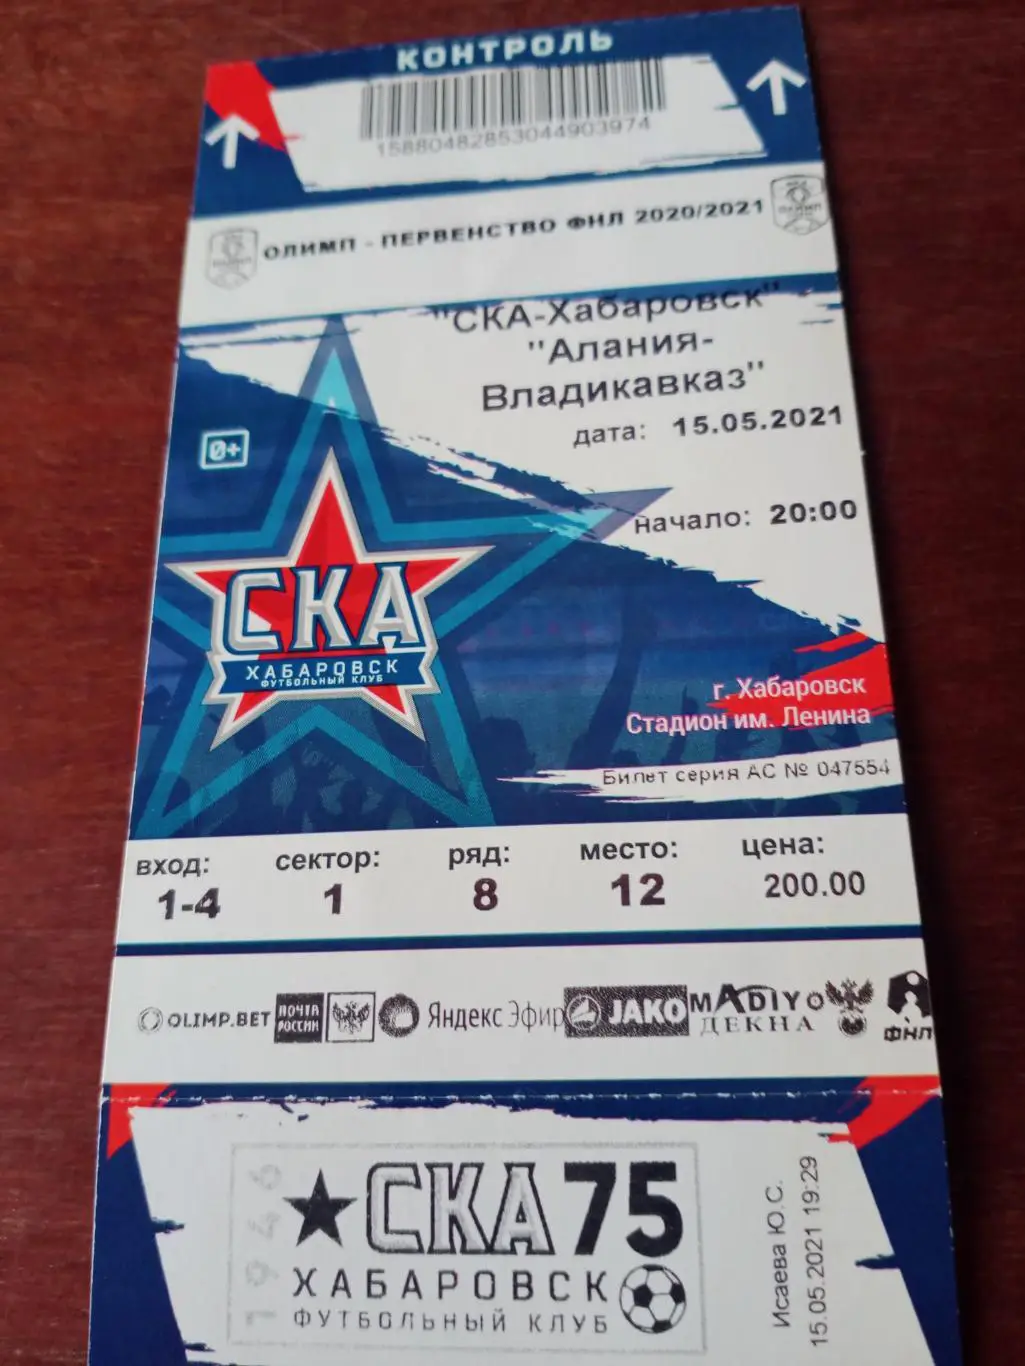 КОНТРОЛЬ
15880482853044903974
ОЛИМП - ПЕРВЕНСТВО ФНЛ 2020/2021
"СКА-Хабаровск"
"Алания-
Владикавказ"
дата: 15.05.2021
0+
начало: 20:00
СКА
ХАБАРОВСК
ФУТБОЛЬНЫЙ КЛУБ
г. Хабаровск
Стадион им. Ленина
Билет серия АС № 047554
вход: сектор: ряд: место: цена:
1-4 1 8 12 200.00
OLIMP.BET ПОЧТА РОССИИ Яндекс Эфир JAKO MADIYO ДЕКНА ФНЛ
1946
СКА 75
ХАБАРОВСК
ФУТБОЛЬНЫЙ КЛУБ
Исаева Ю.С.
15.05.2021 19:29